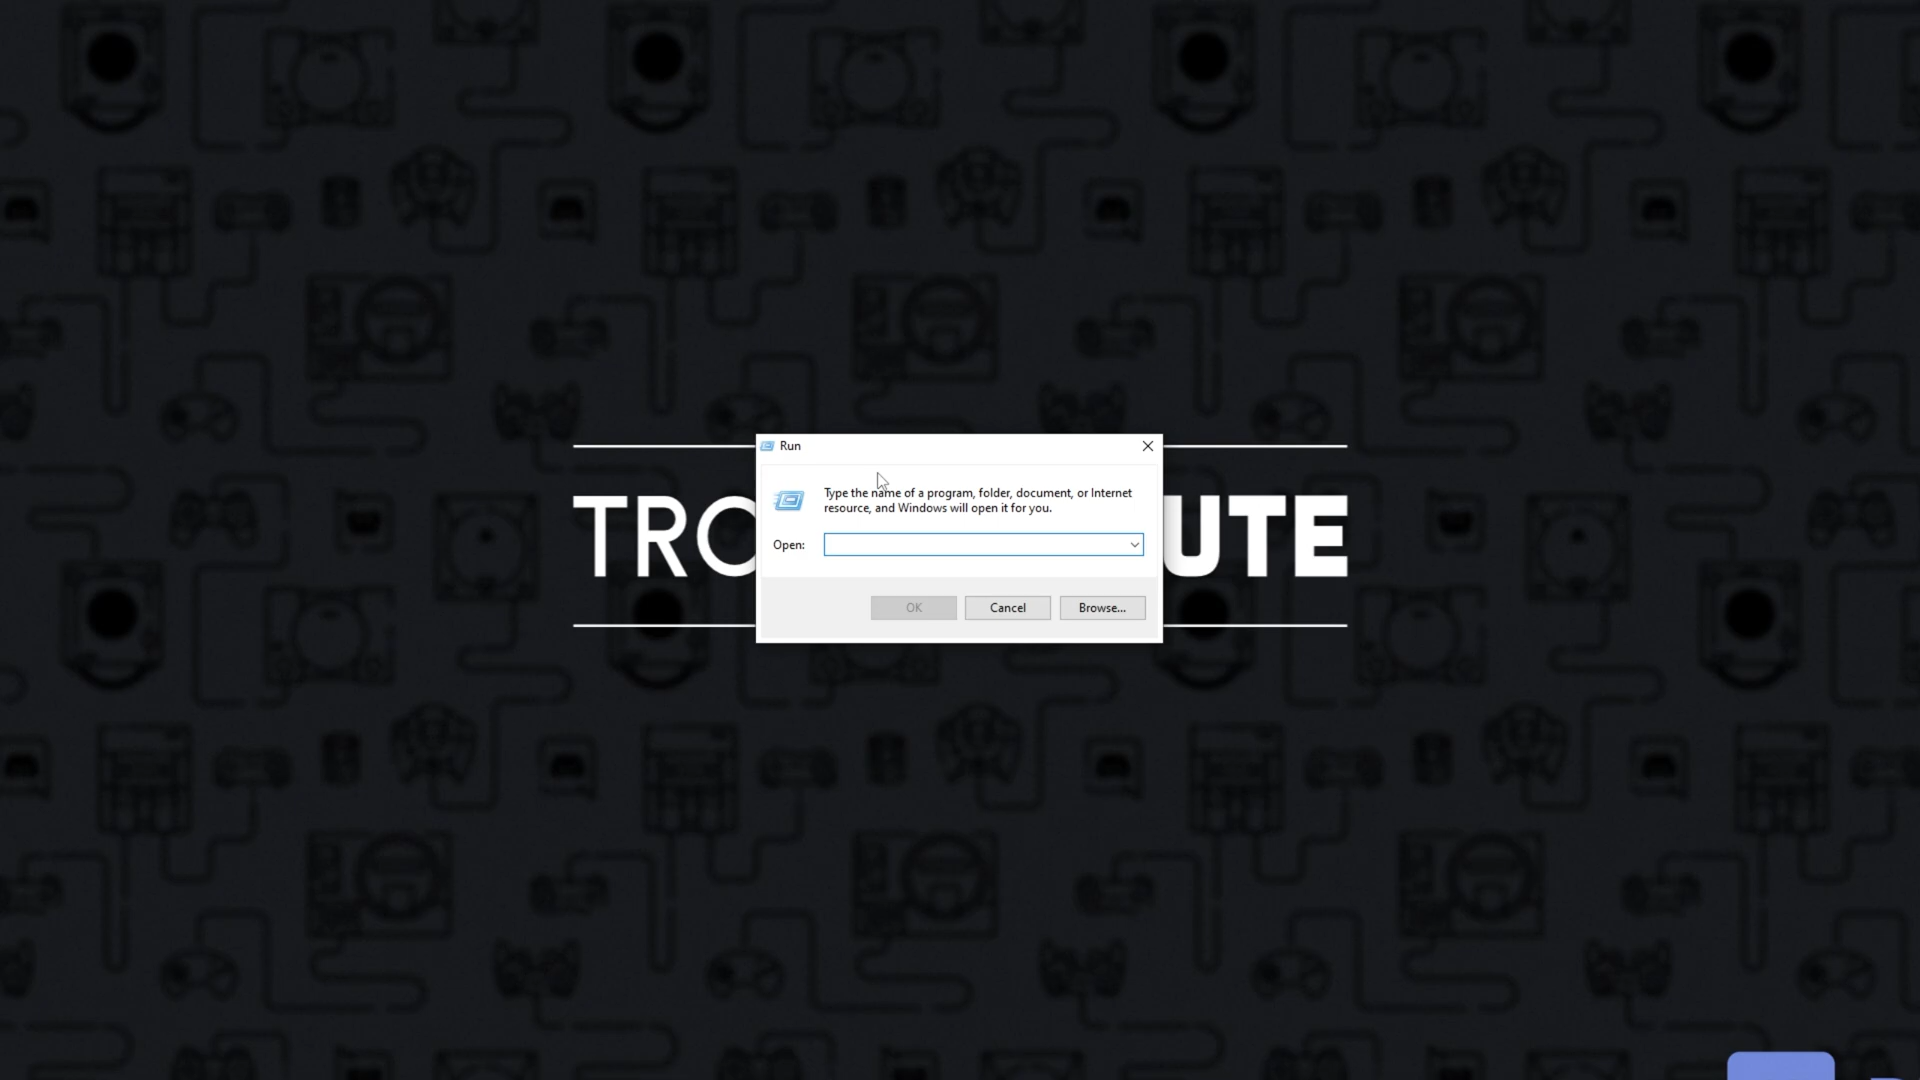 Run
Type the name of a program, folder, document, or Internet
resource, and Windows will open it for you.
TRO
UTE
Open:
OK
Cancel
Browse...